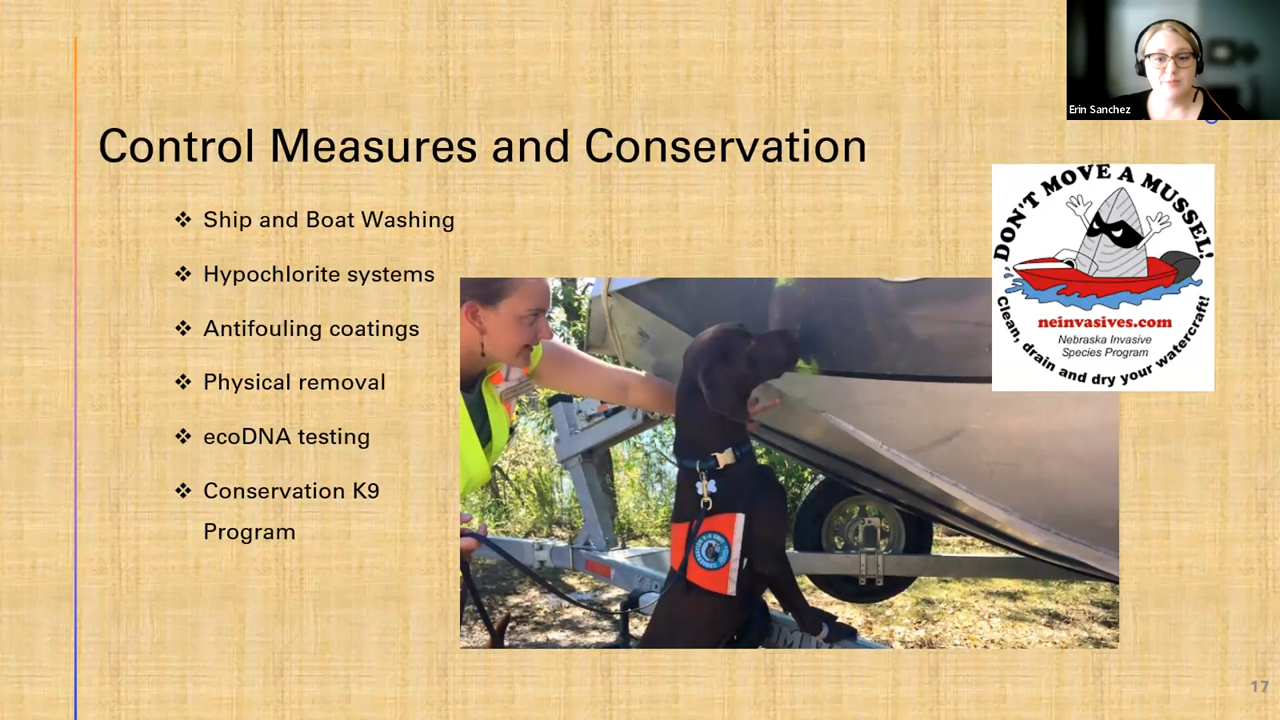 Erin Sanchez
Control Measures and Conservation
❖ Ship and Boat Washing
❖ Hypochlorite systems
❖ Antifouling coatings
❖ Physical removal
❖ ecoDNA testing
❖ Conservation K9
Program
DON'T MOVE A MUSSEL!
neinvasives.com
Nebraska Invasive
Species Program
Clean, drain and dry your watercraft!
17